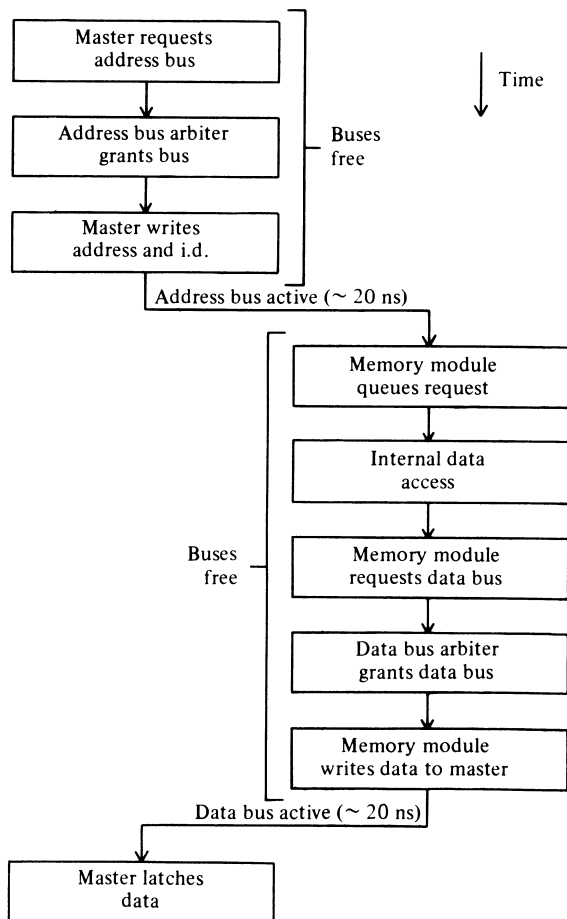 Master requests
address bus
Time
Address bus arbiter
grants bus
Buses
free
Master writes
address and i.d.
Address bus active (~ 20 ns)
Memory module
queues request
Internal data
access
Buses
free
Memory module
requests data bus
Data bus arbiter
grants data bus
Memory module
writes data to master
Data bus active (~ 20 ns)
Master latches
data